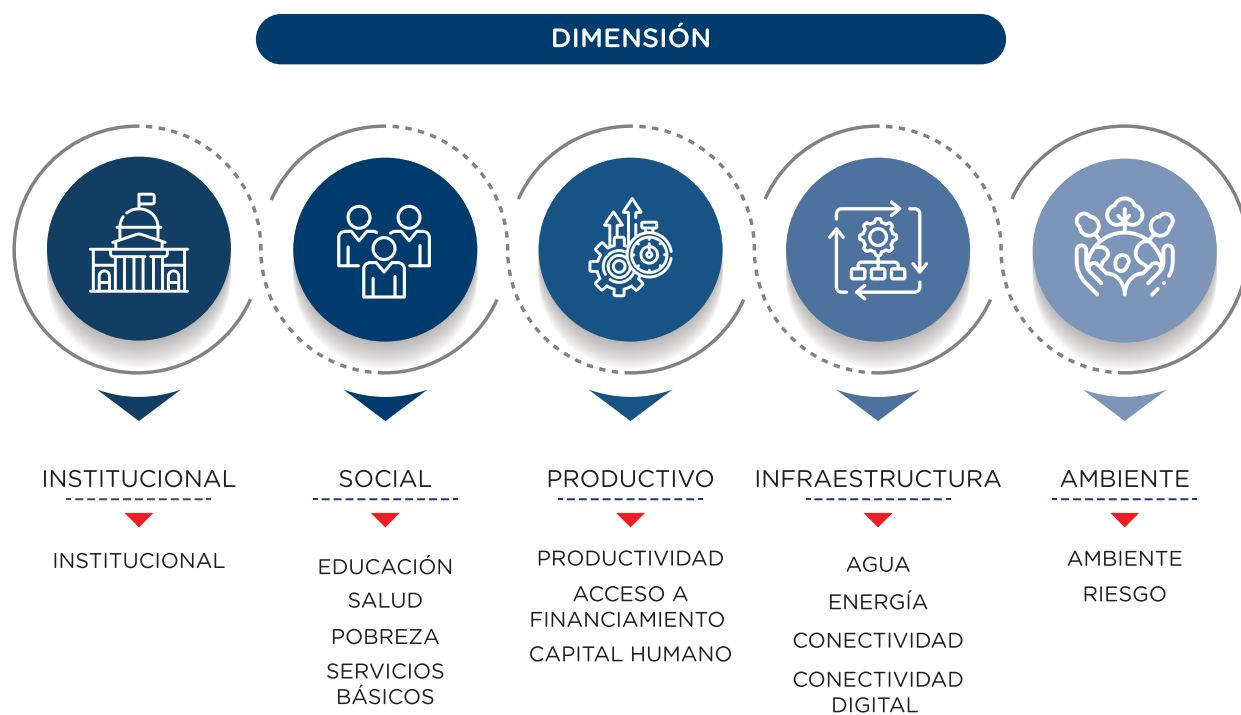 DIMENSIÓN
INSTITUCIONAL
INSTITUCIONAL
SOCIAL
EDUCACIÓN
SALUD
POBREZA
SERVICIOS
BÁSICOS
PRODUCTIVO
PRODUCTIVIDAD
ACCESO A
FINANCIAMIENTO
CAPITAL HUMANO
INFRAESTRUCTURA
AGUA
ENERGÍA
CONECTIVIDAD
CONECTIVIDAD
DIGITAL
AMBIENTE
AMBIENTE
RIESGO